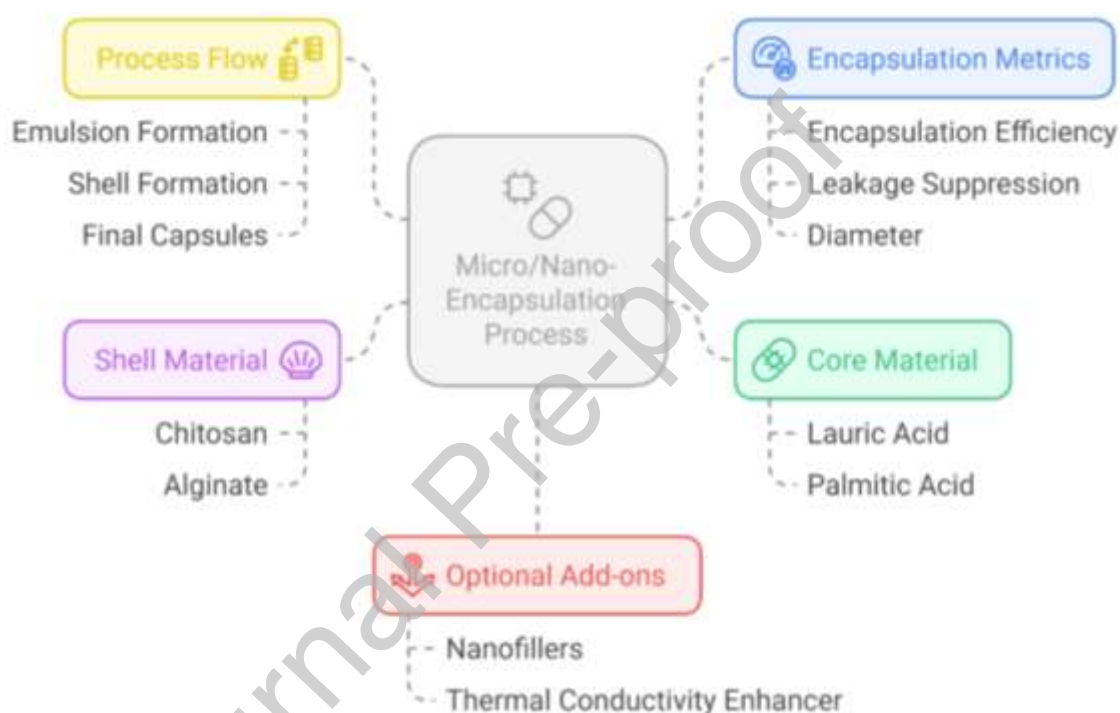 Process Flow
Emulsion Formation
Shell Formation
Final Capsules
Encapsulation Metrics
Encapsulation Efficiency
Leakage Suppression
Diameter
Micro/Nano-
Encapsulation
Process
Shell Material
Chitosan
Alginate
Core Material
Lauric Acid
Palmitic Acid
Optional Add-ons
Nanofillers
Thermal Conductivity Enhancer
rnal Pre-proof